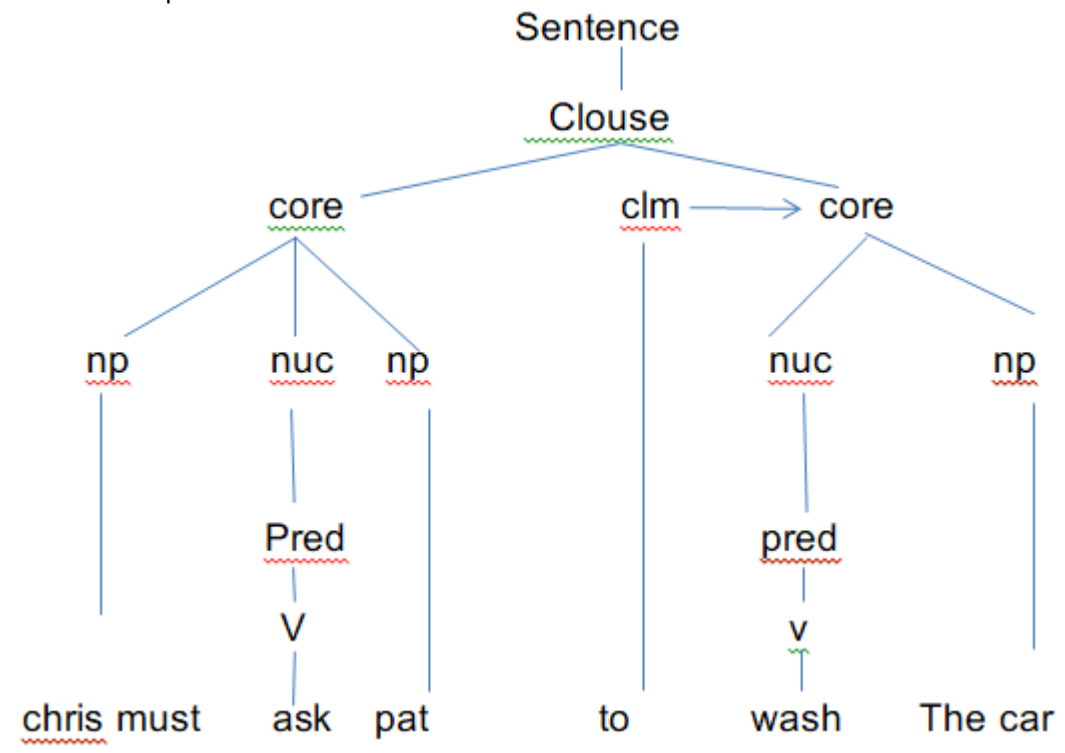 Sentence
Clouse
core clm core
np nuc np nuc np
Pred pred
V v
chris must ask pat to wash The car